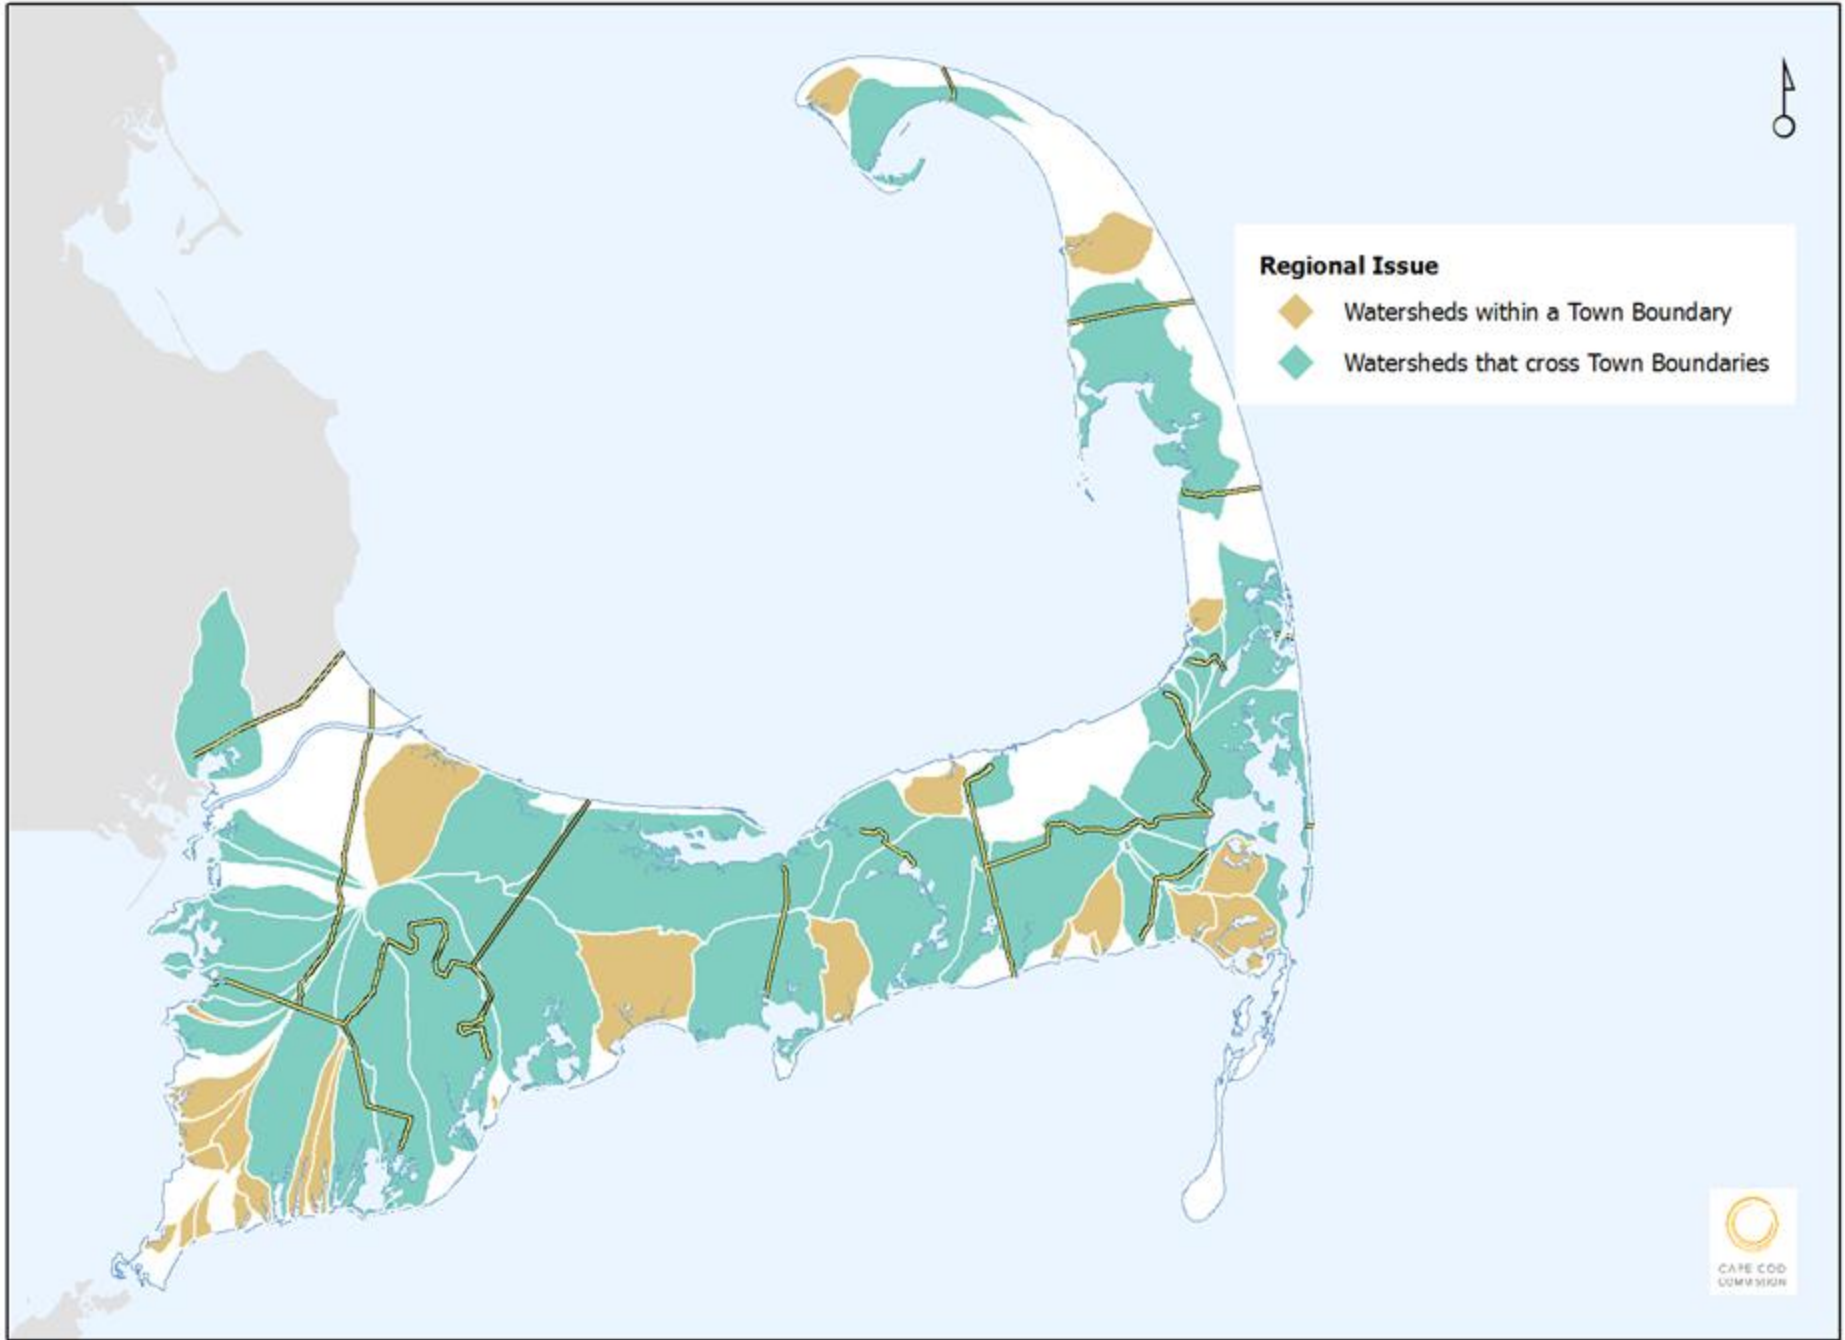 Regional Issue
Watersheds within a Town Boundary
Watersheds that cross Town Boundaries
CAPE COD
COMMISSION